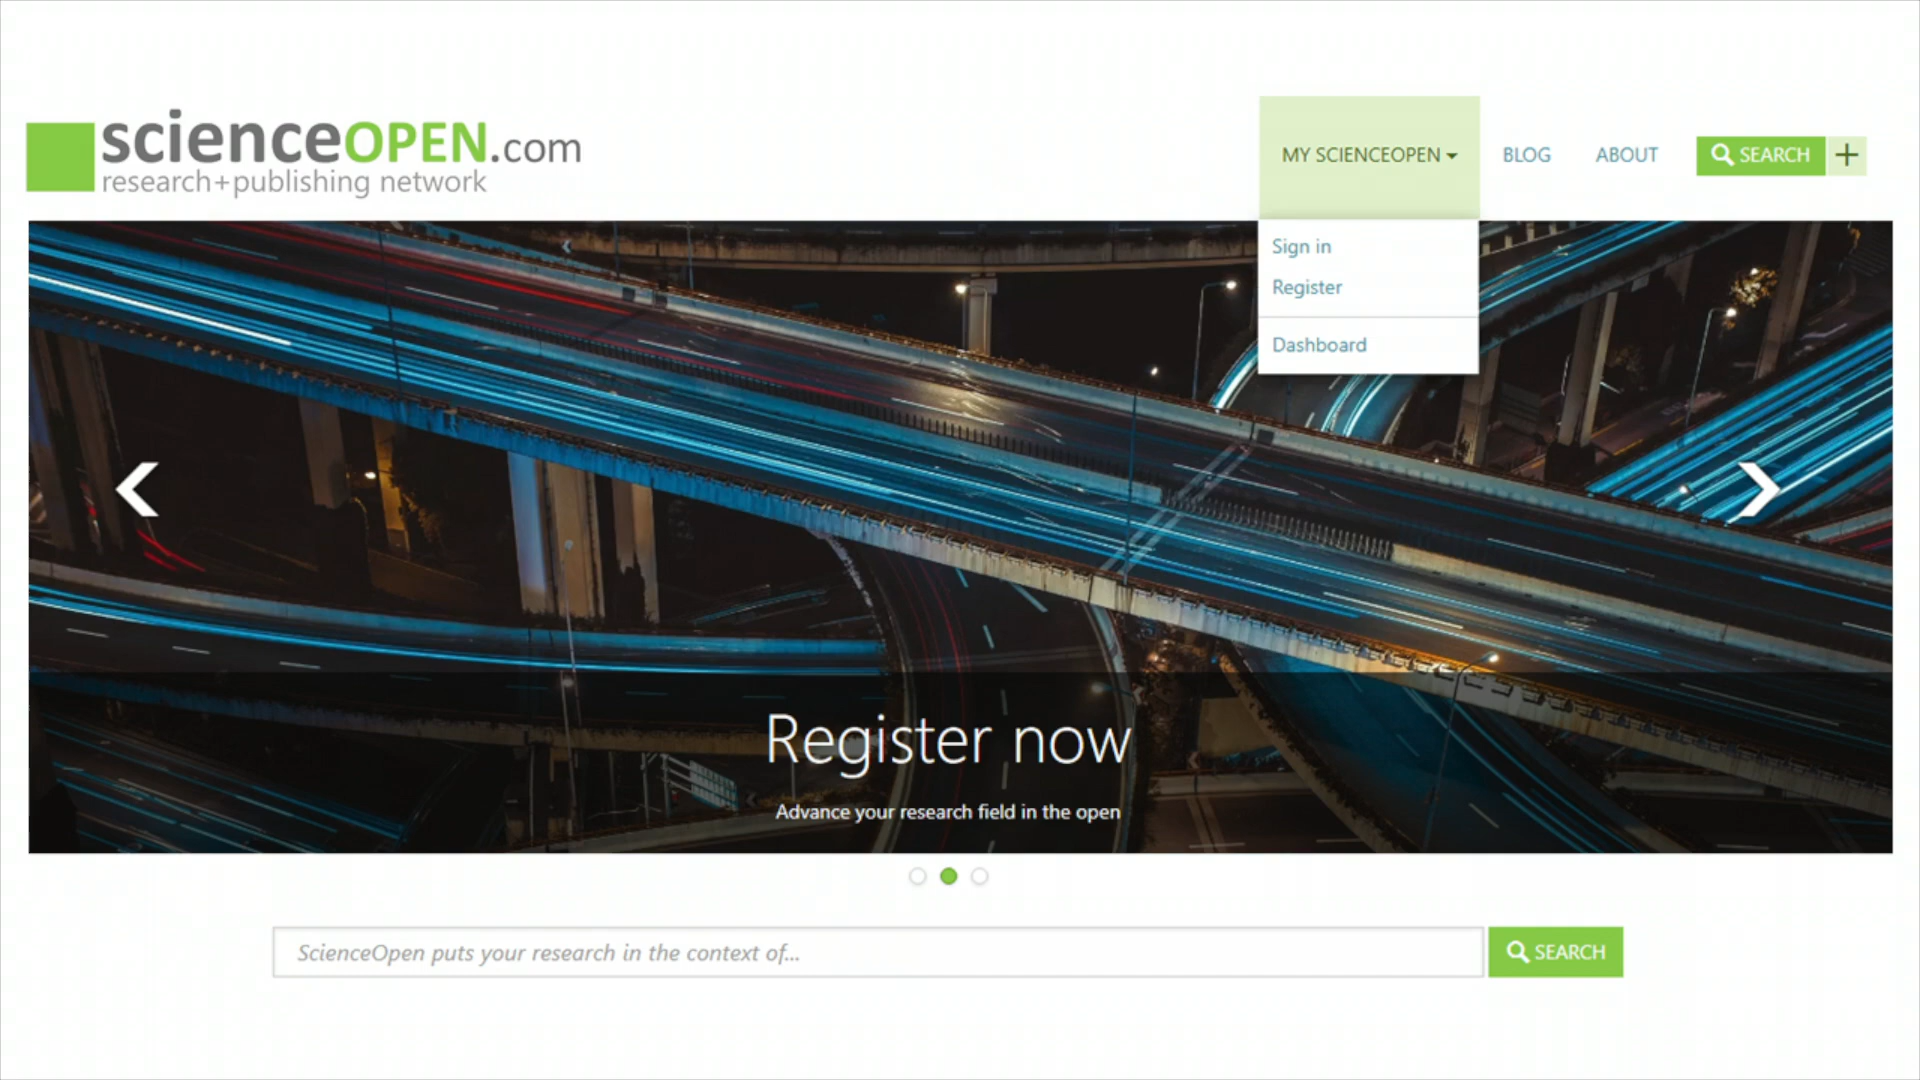 scienceOPEN.com
research+publishing network
MY SCIENCEOPEN
BLOG
ABOUT
SEARCH
+
Sign in
Register
Dashboard
Register now
Advance your research field in the open
ScienceOpen puts your research in the context of...
SEARCH